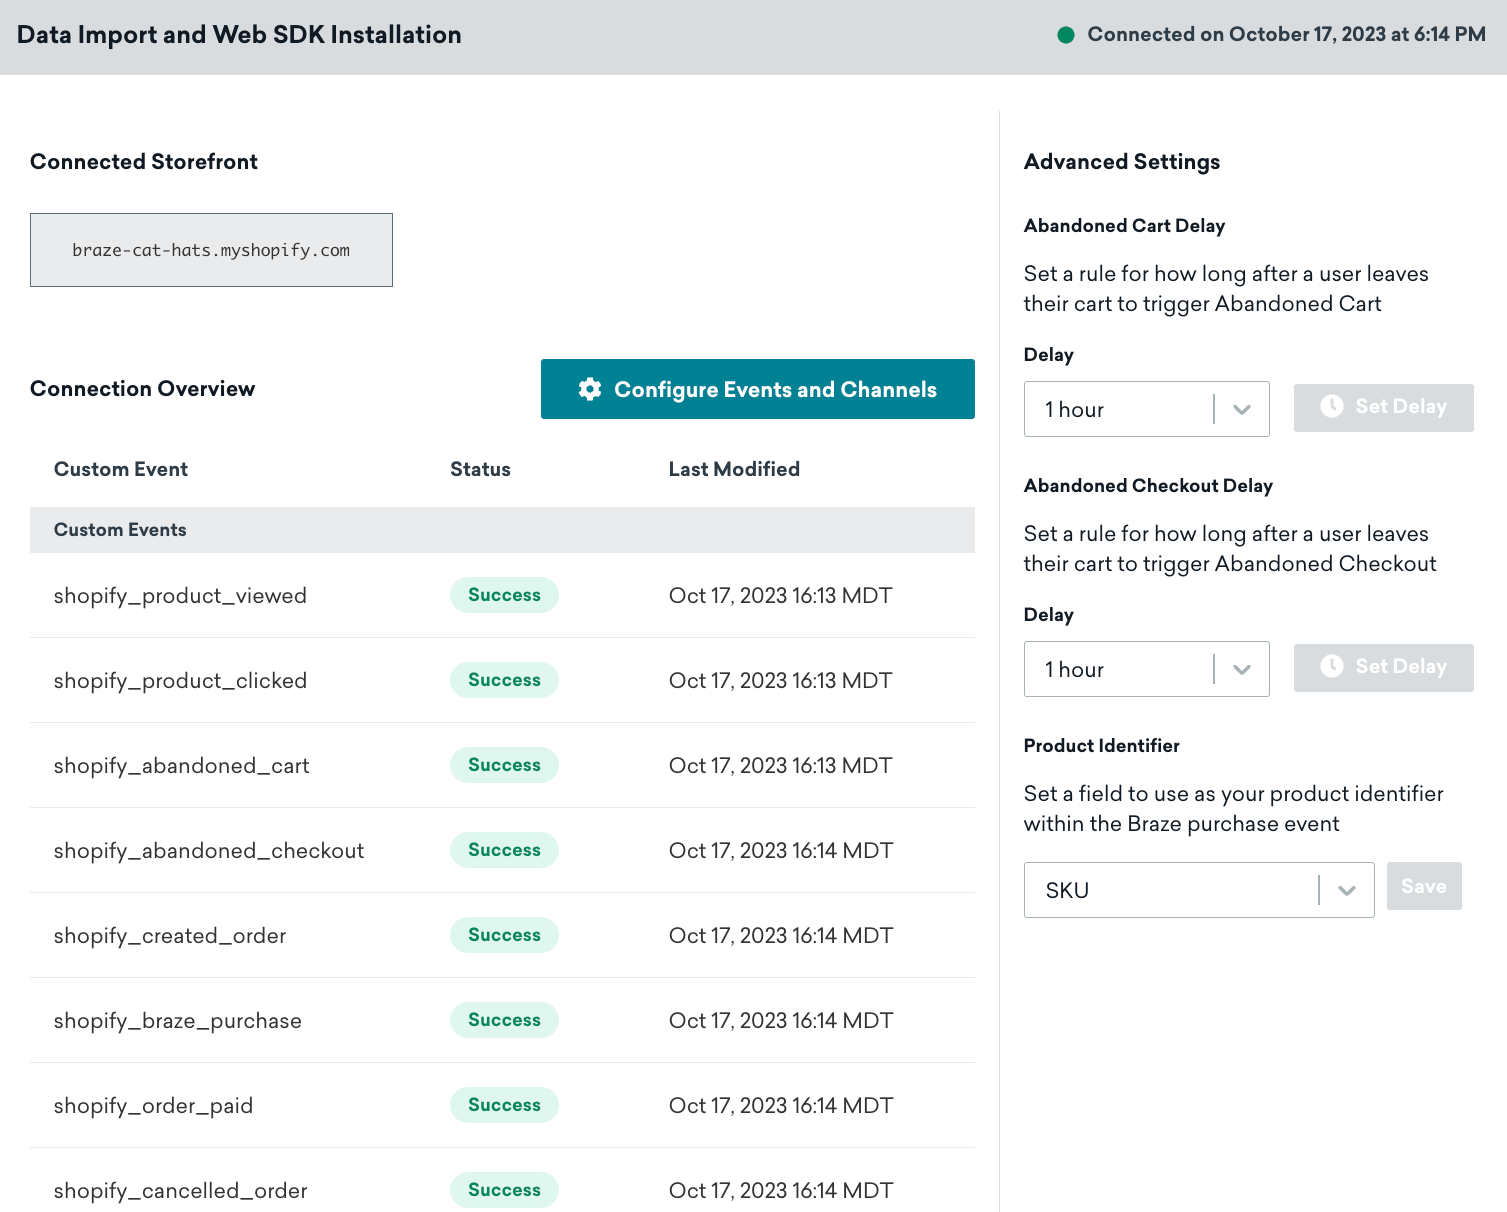 Data Import and Web SDK Installation
Connected on October 17, 2023 at 6:14 PM
Connected Storefront
braze-cat-hats.myshopify.com
Connection Overview
Configure Events and Channels
Custom Event Status Last Modified
Custom Events
shopify_product_viewed Success Oct 17, 2023 16:13 MDT
shopify_product_clicked Success Oct 17, 2023 16:13 MDT
shopify_abandoned_cart Success Oct 17, 2023 16:13 MDT
shopify_abandoned_checkout Success Oct 17, 2023 16:14 MDT
shopify_created_order Success Oct 17, 2023 16:14 MDT
shopify_braze_purchase Success Oct 17, 2023 16:14 MDT
shopify_order_paid Success Oct 17, 2023 16:14 MDT
shopify_cancelled_order Success Oct 17, 2023 16:14 MDT
Advanced Settings
Abandoned Cart Delay
Set a rule for how long after a user leaves
their cart to trigger Abandoned Cart
Delay
1 hour Set Delay
Abandoned Checkout Delay
Set a rule for how long after a user leaves
their cart to trigger Abandoned Checkout
Delay
1 hour Set Delay
Product Identifier
Set a field to use as your product identifier
within the Braze purchase event
SKU Save